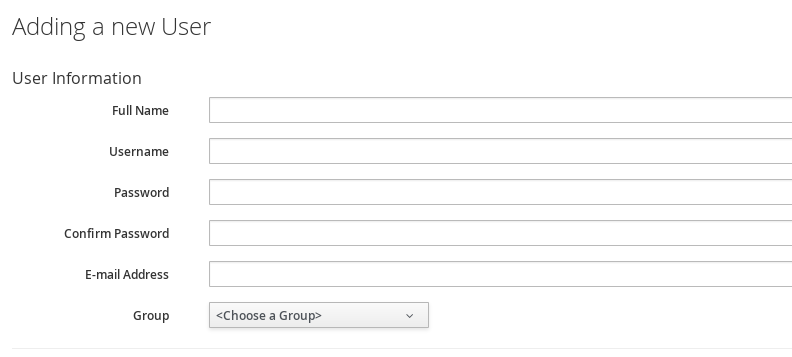 Adding a new User
User Information
Full Name
Username
Password
Confirm Password
E-mail Address
Group <Choose a Group>